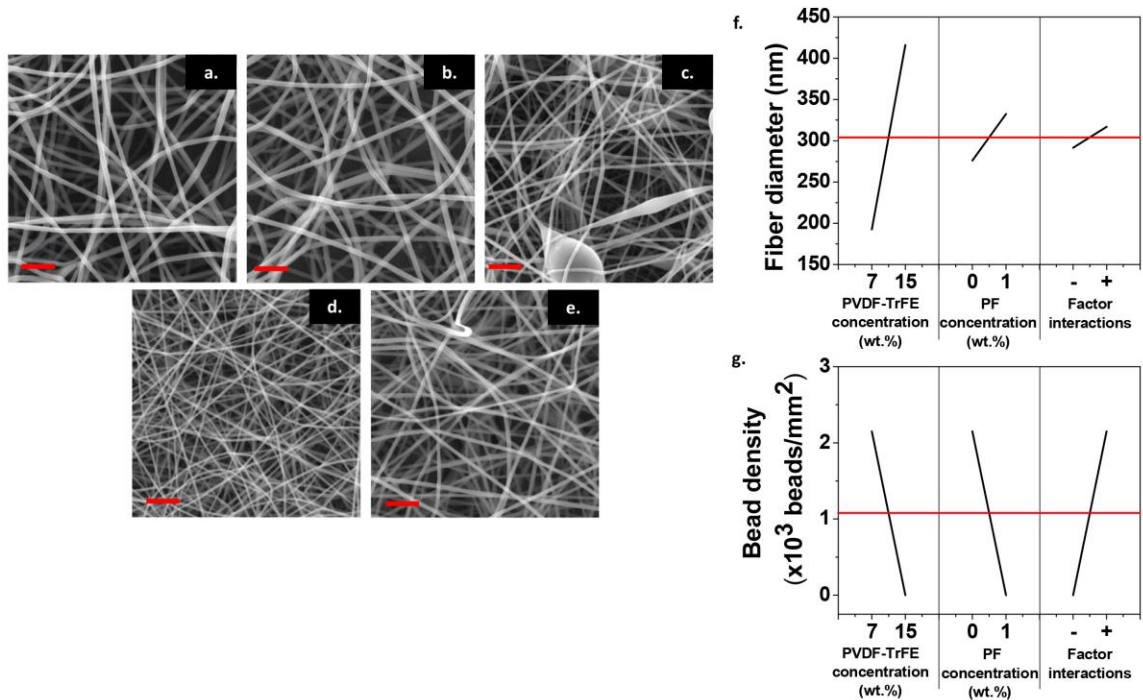 a.
b.
c.
d.
e.
f.
Fiber diameter (nm)
450
400
350
300
250
200
150
7 15
0 1
- +
PVDF-TrFE
concentration
(wt.%)
PF
concentration
(wt.%)
Factor
interactions
g.
Bead density
(x10³ beads/mm²)
3
2
1
0
7 15
0 1
- +
PVDF-TrFE
concentration
(wt.%)
PF
concentration
(wt.%)
Factor
interactions